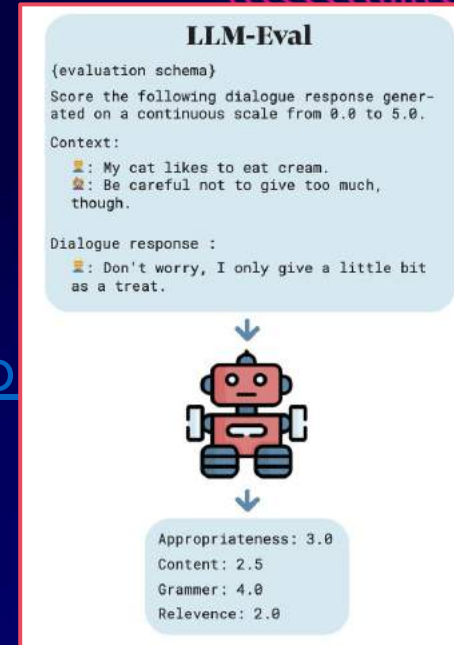 LLM-Eval
{evaluation schema}
Score the following dialogue response gener-
ated on a continuous scale from 0.0 to 5.0.
Context:
: My cat likes to eat cream.
: Be careful not to give too much,
though.
Dialogue response :
: Don't worry, I only give a little bit
as a treat.
Appropriateness: 3.0
Content: 2.5
Grammer: 4.0
Relevence: 2.0